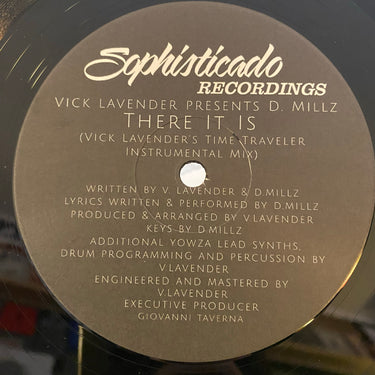 Sophisticado
RECORDINGS
VICK LAVENDER PRESENTS D. MILLZ
THERE IT IS
(VICK LAVENDER'S TIME TRAVELER
INSTRUMENTAL MIX)
WRITTEN BY V. LAVENDER & D.MILLZ
LYRICS WRITTEN & PERFORMED BY D.MILLZ
PRODUCED & ARRANGED BY V.LAVENDER
KEYS BY D.MILLZ
ADDITIONAL YOWZA LEAD SYNTHS,
DRUM PROGRAMMING AND PERCUSSION BY
V.LAVENDER
ENGINEERED AND MASTERED BY
V.LAVENDER
EXECUTIVE PRODUCER
GIOVANNI TAVERNA